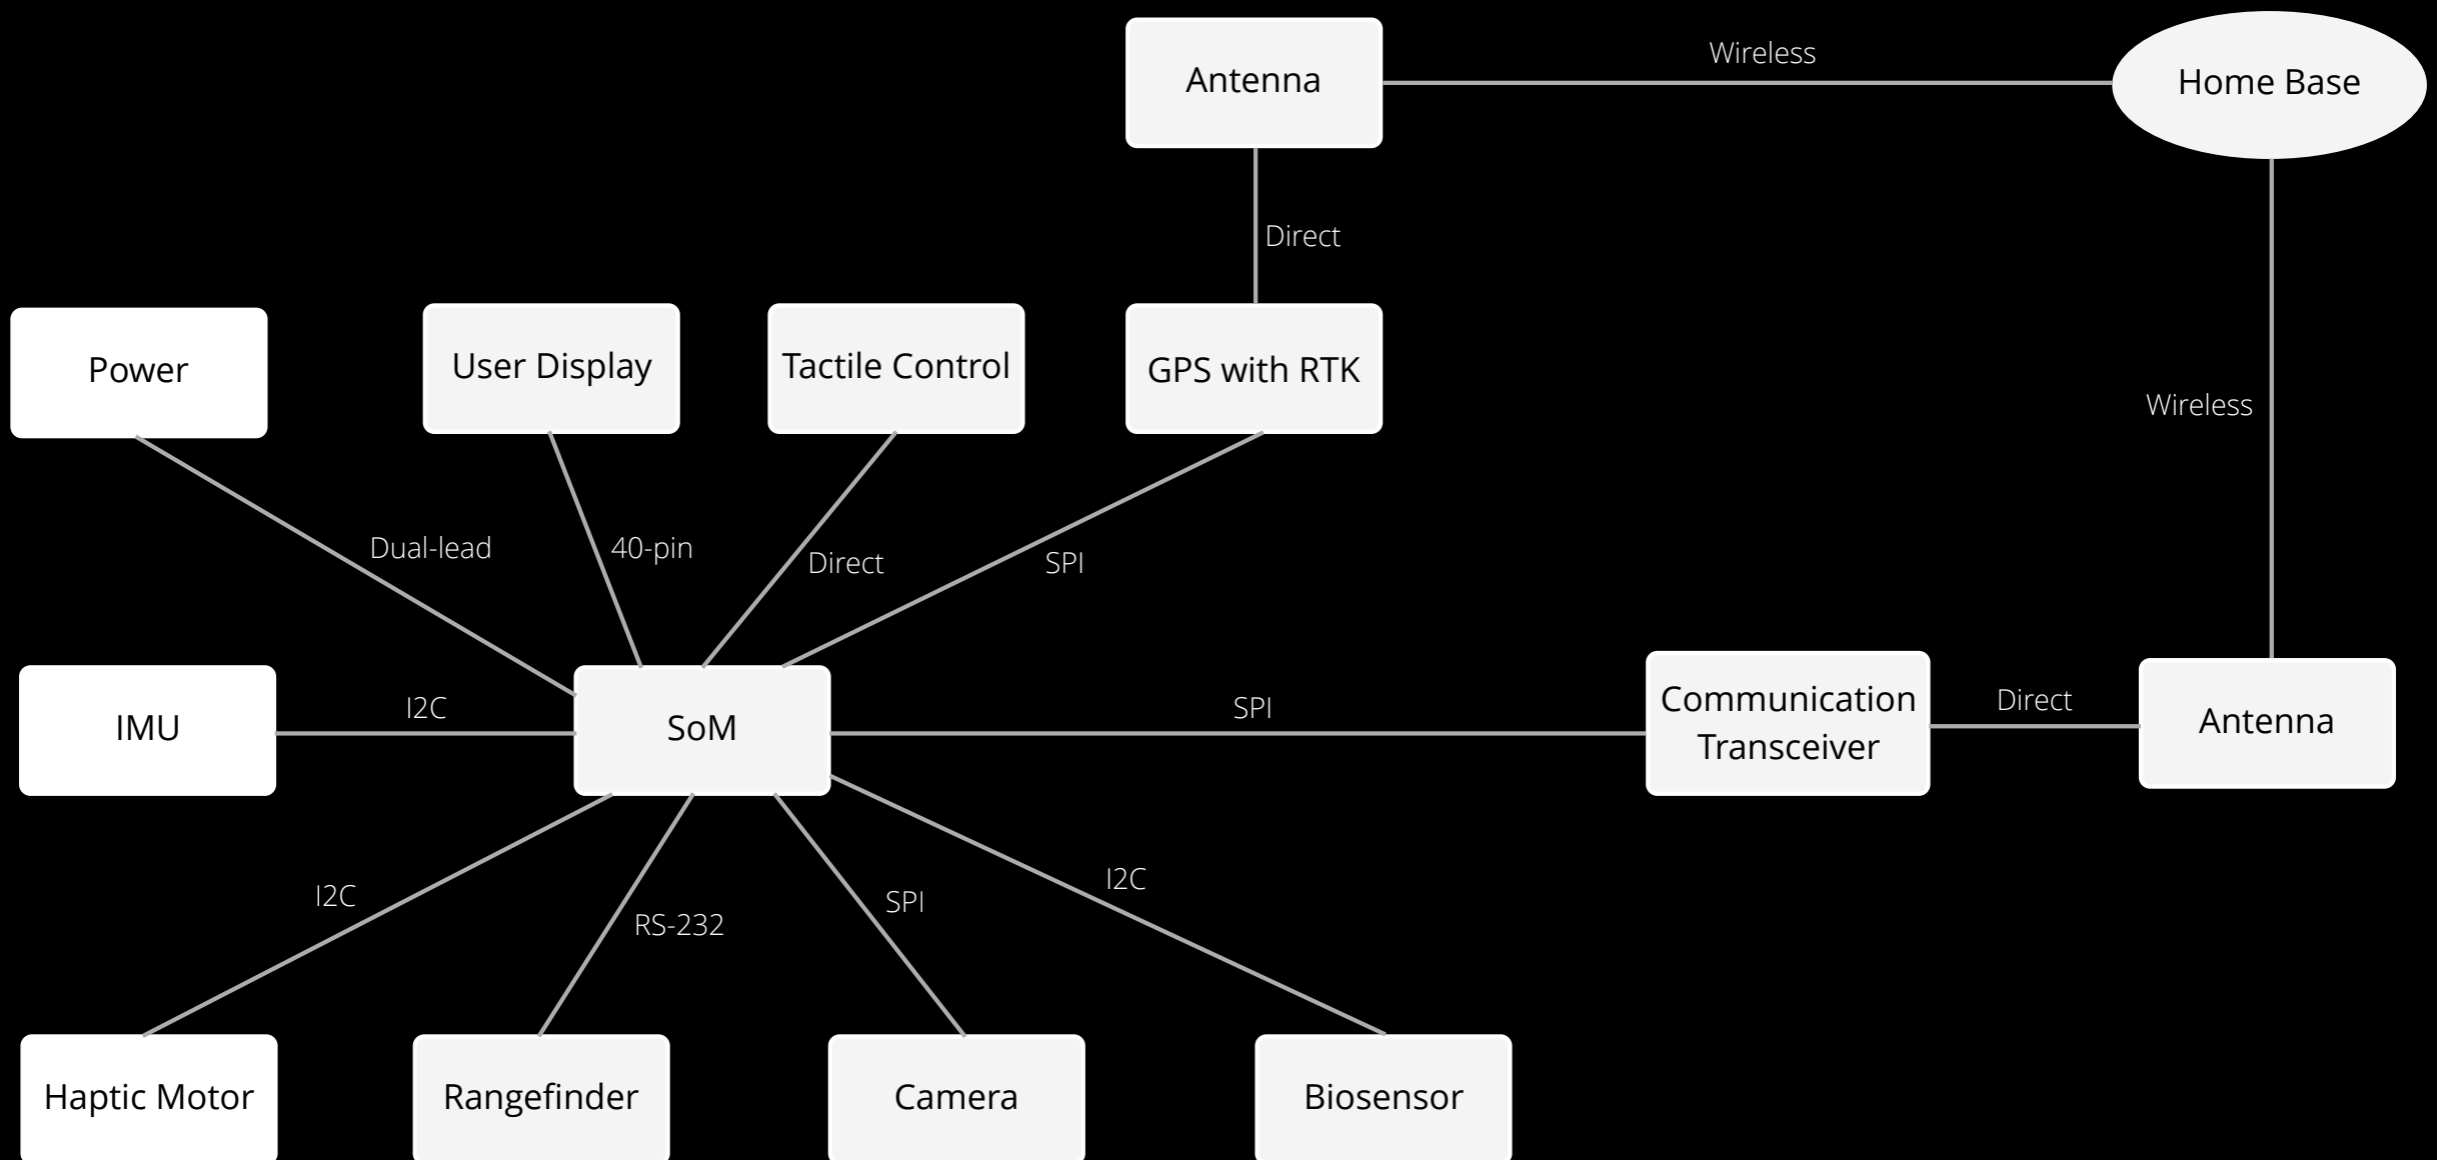 Antenna
Wireless
Home Base
Direct
Power
User Display
Tactile Control
GPS with RTK
Wireless
Dual-lead
40-pin
Direct
SPI
IMU
I2C
SoM
SPI
Communication
Transceiver
Direct
Antenna
I2C
RS-232
SPI
I2C
Haptic Motor
Rangefinder
Camera
Biosensor